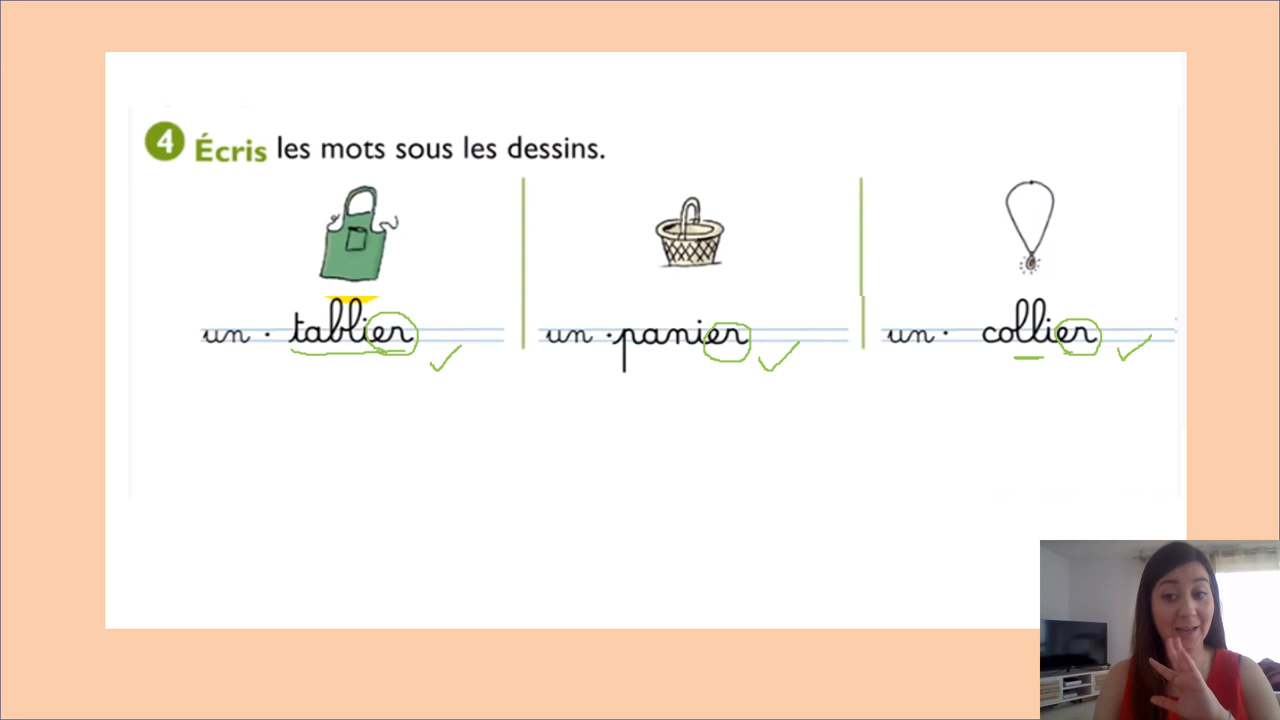 4 Écris les mots sous les dessins.
un · tablier
un · panier
un · collier